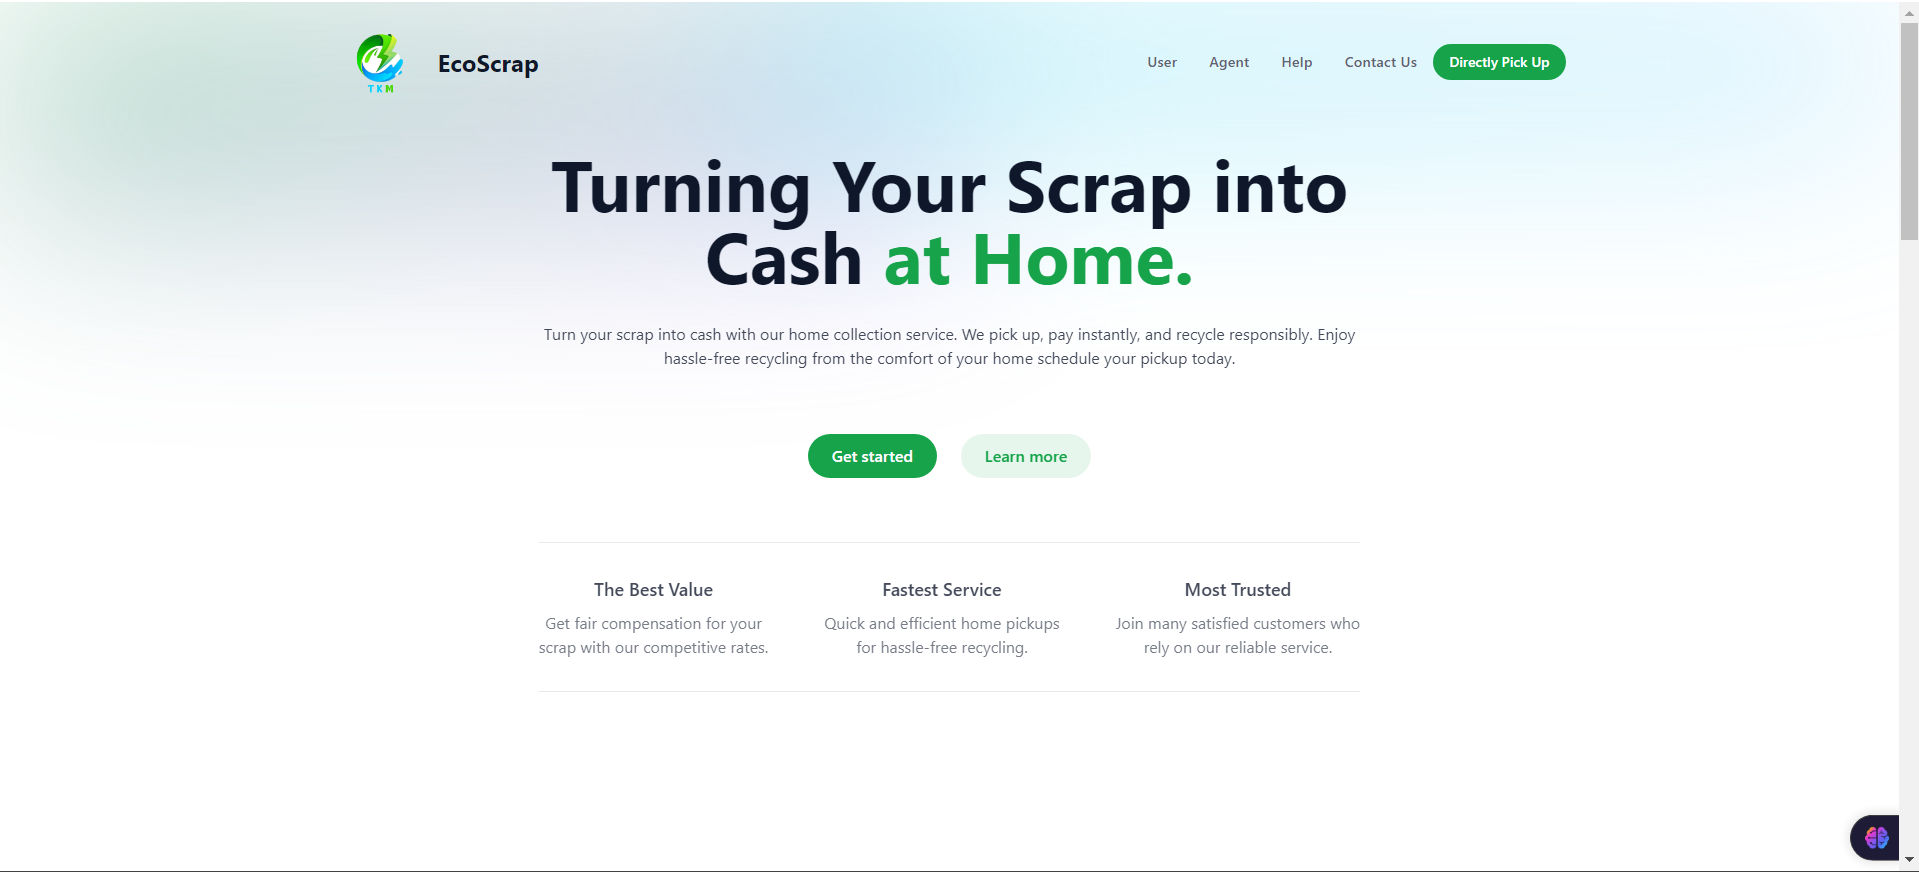 TKM
EcoScrap
User
Agent
Help
Contact Us
Directly Pick Up
Turning Your Scrap into
Cash at Home.
Turn your scrap into cash with our home collection service. We pick up, pay instantly, and recycle responsibly. Enjoy
hassle-free recycling from the comfort of your home schedule your pickup today.
Get started
Learn more
The Best Value
Get fair compensation for your
scrap with our competitive rates.
Fastest Service
Quick and efficient home pickups
for hassle-free recycling.
Most Trusted
Join many satisfied customers who
rely on our reliable service.